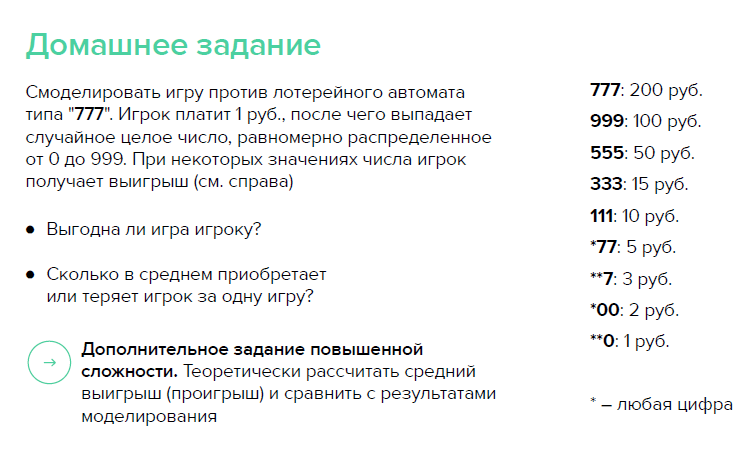 Домашнее задание
Смоделировать игру против лотерейного автомата
типа "777". Игрок платит 1 руб., после чего выпадает
случайное целое число, равномерно распределенное
от 0 до 999. При некоторых значениях числа игрок
получает выигрыш (см. справа)
● Выгодна ли игра игроку?
● Сколько в среднем приобретает
или теряет игрок за одну игру?
→ Дополнительное задание повышенной
сложности. Теоретически рассчитать средний
выигрыш (проигрыш) и сравнить с результатами
моделирования
777: 200 руб.
999: 100 руб.
555: 50 руб.
333: 15 руб.
111: 10 руб.
*77: 5 руб.
**7: 3 руб.
*00: 2 руб.
**0: 1 руб.
* – любая цифра